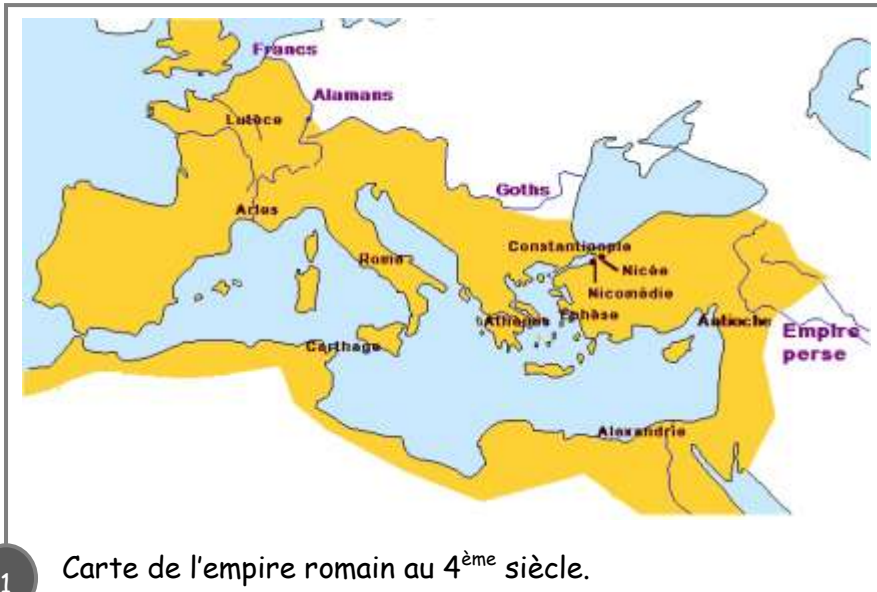 Francs
Alamans
Lutèce
Goths
Arles
Constantinople
Rome
Nicée
Nicomédie
Athènes
Ephèse
Antioche
Empire
perse
Carthage
Alexandrie
1
Carte de l'empire romain au 4ème siècle.